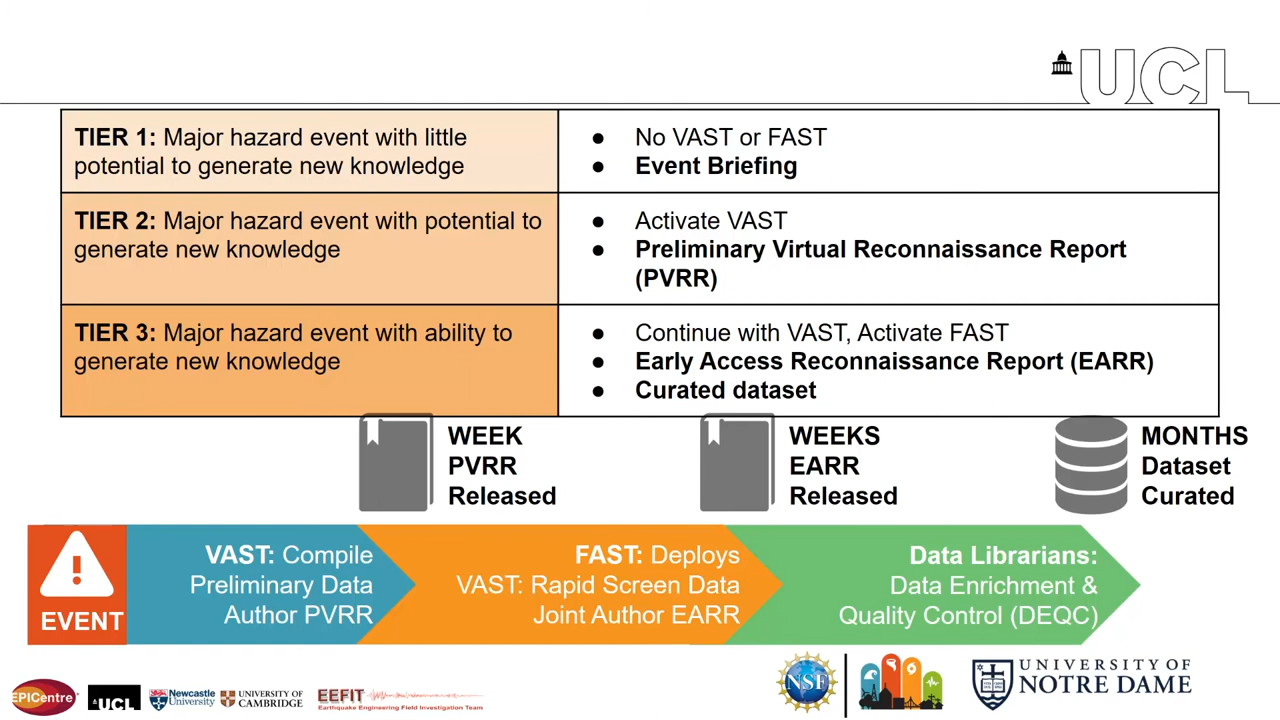 UCL
TIER 1: Major hazard event with little
potential to generate new knowledge
● No VAST or FAST
● Event Briefing
TIER 2: Major hazard event with potential to
generate new knowledge
● Activate VAST
● Preliminary Virtual Reconnaissance Report
(PVRR)
TIER 3: Major hazard event with ability to
generate new knowledge
● Continue with VAST, Activate FAST
● Early Access Reconnaissance Report (EARR)
● Curated dataset
WEEK
PVRR
Released
WEEKS
EARR
Released
MONTHS
Dataset
Curated
EVENT
VAST: Compile
Preliminary Data
Author PVRR
FAST: Deploys
VAST: Rapid Screen Data
Joint Author EARR
Data Librarians:
Data Enrichment &
Quality Control (DEQC)
EPICentre
UCL
Newcastle
University
UNIVERSITY OF
CAMBRIDGE
EEFIT
Earthquake Engineering Field Investigation Team
NSF
UNIVERSITY OF
NOTRE DAME